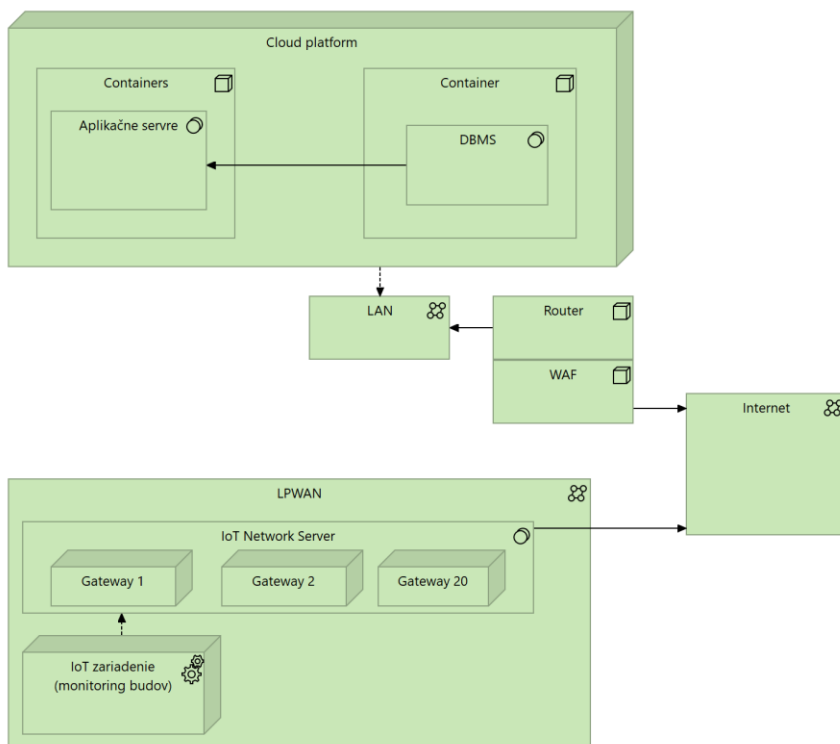 Cloud platform
Containers
Container
Aplikačne servre
DBMS
LAN
Router
WAF
Internet
LPWAN
IoT Network Server
Gateway 1
Gateway 2
Gateway 20
IoT zariadenie
(monitoring budov)